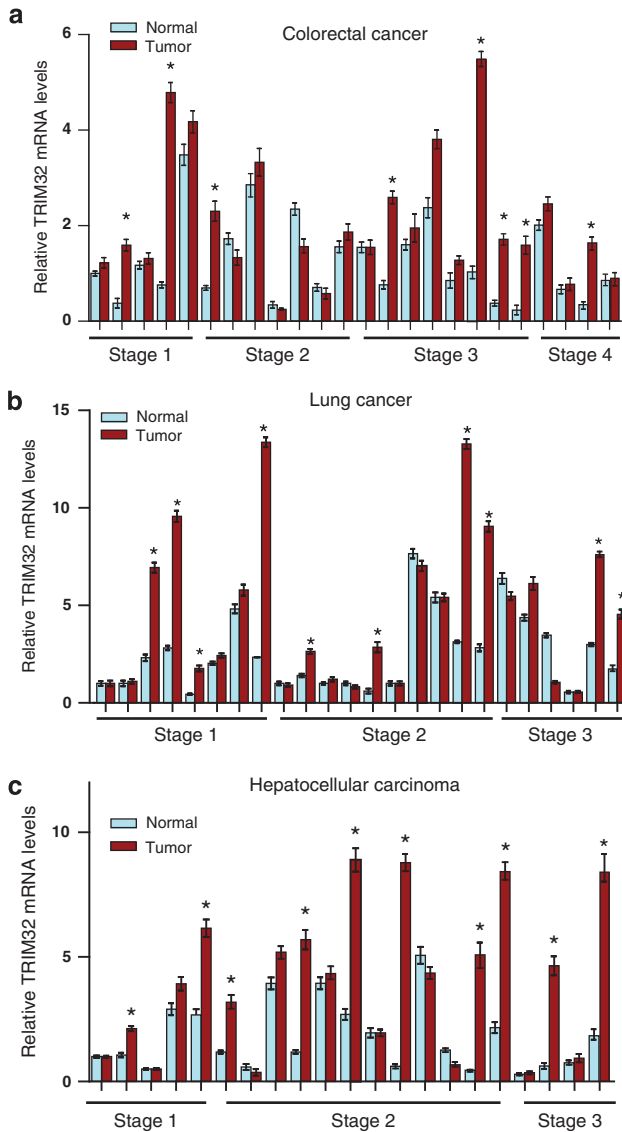 a
Normal
Tumor
Colorectal cancer
Relative TRIM32 mRNA levels
6
4
2
0
* * * * * * * *
Stage 1 Stage 2 Stage 3 Stage 4
b
Normal
Tumor
Lung cancer
Relative TRIM32 mRNA levels
15
10
5
0
* * * * * * * * * *
Stage 1 Stage 2 Stage 3
c
Normal
Tumor
Hepatocellular carcinoma
Relative TRIM32 mRNA levels
10
5
0
* * * * * * * * * *
Stage 1 Stage 2 Stage 3